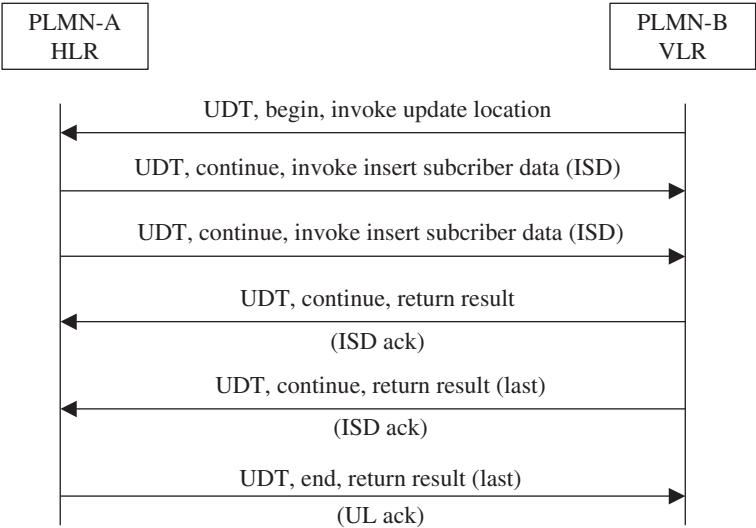 PLMN-A
HLR
PLMN-B
VLR
UDT, begin, invoke update location
UDT, continue, invoke insert subcriber data (ISD)
UDT, continue, invoke insert subcriber data (ISD)
UDT, continue, return result
(ISD ack)
UDT, continue, return result (last)
(ISD ack)
UDT, end, return result (last)
(UL ack)